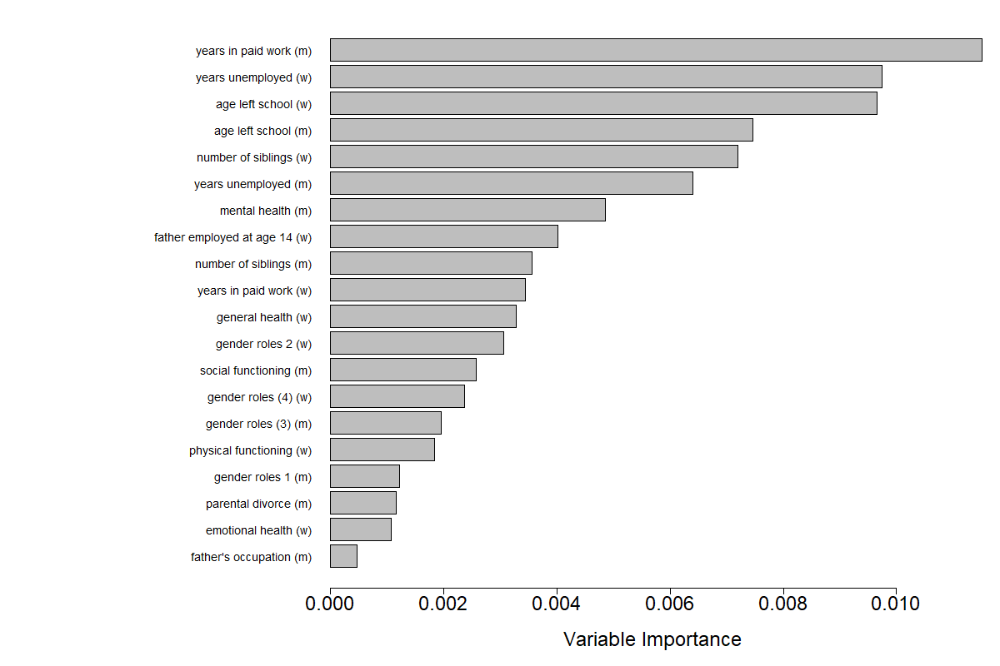 years in paid work (m)
years unemployed (w)
age left school (w)
age left school (m)
number of siblings (w)
years unemployed (m)
mental health (m)
father employed at age 14 (w)
number of siblings (m)
years in paid work (w)
general health (w)
gender roles 2 (w)
social functioning (m)
gender roles (4) (w)
gender roles (3) (m)
physical functioning (w)
gender roles 1 (m)
parental divorce (m)
emotional health (w)
father's occupation (m)
0.000 0.002 0.004 0.006 0.008 0.010
Variable Importance